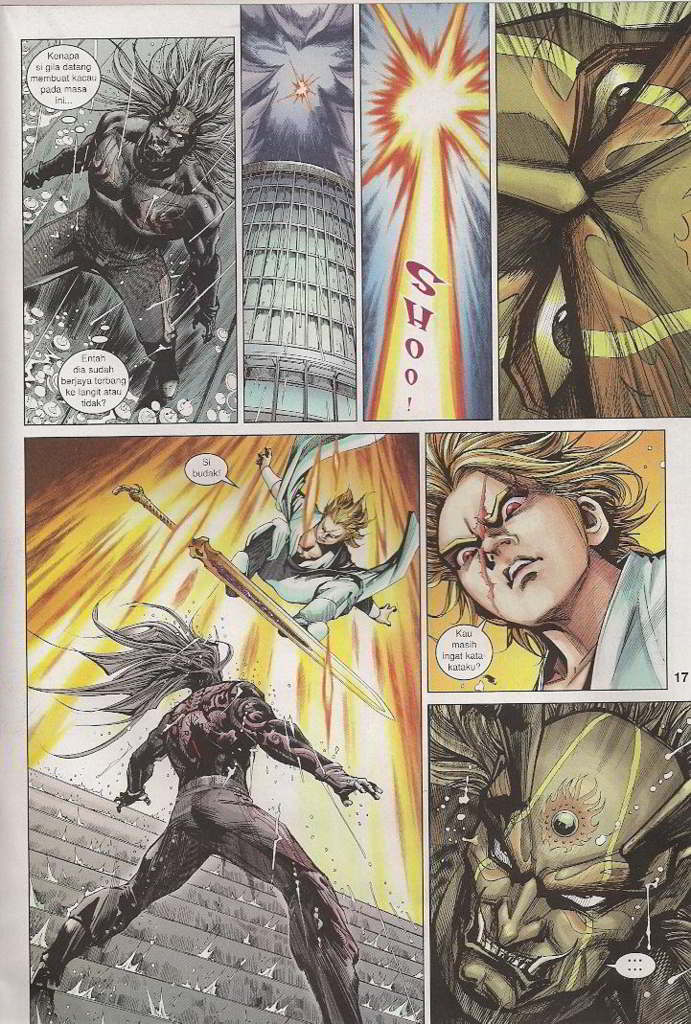 Kenapa
si gila datang
membuat kacau
pada masa
ini...
Entah
dia sudah
berjaya terbang
ke langit atau
tidak?
SHOO!
Si
budak!
Kau
masih
ingat kata-
kataku?
17
......